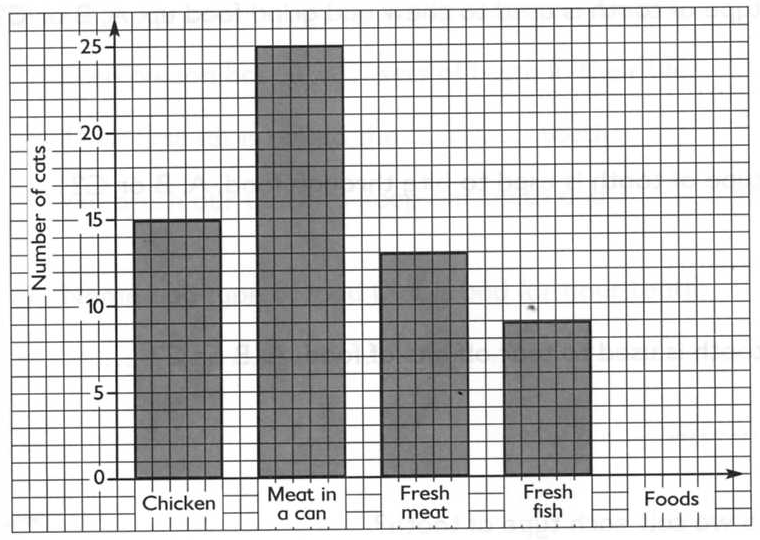 25
20
15
10
5
0
Number of cats
Chicken
Meat in
a can
Fresh
meat
Fresh
fish
Foods